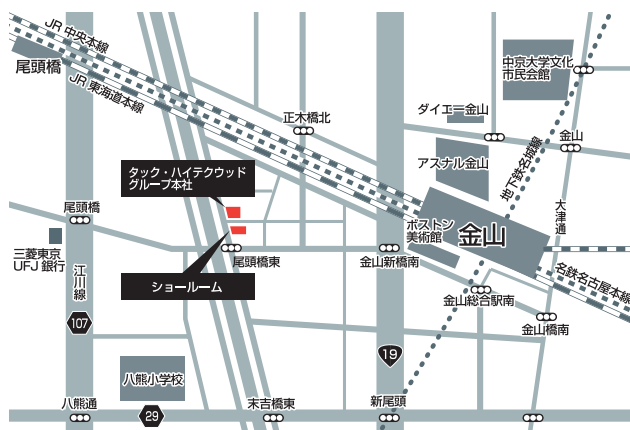 JR 中央本線
尾頭橋
JR 東海道本線
中京大学文化
市民会館
正木橋北
ダイエー金山
金山
アスナル金山
地下鉄名城線
タック・ハイテクウッド
グループ本社
尾頭橋
大津通
ボストン
美術館
金山
三菱東京
UFJ 銀行
江川線
尾頭橋東
金山新橋南
名鉄名古屋本線
ショールーム
金山総合駅南
107
金山橋南
19
八熊小学校
八熊通
29
末吉橋東
新尾頭